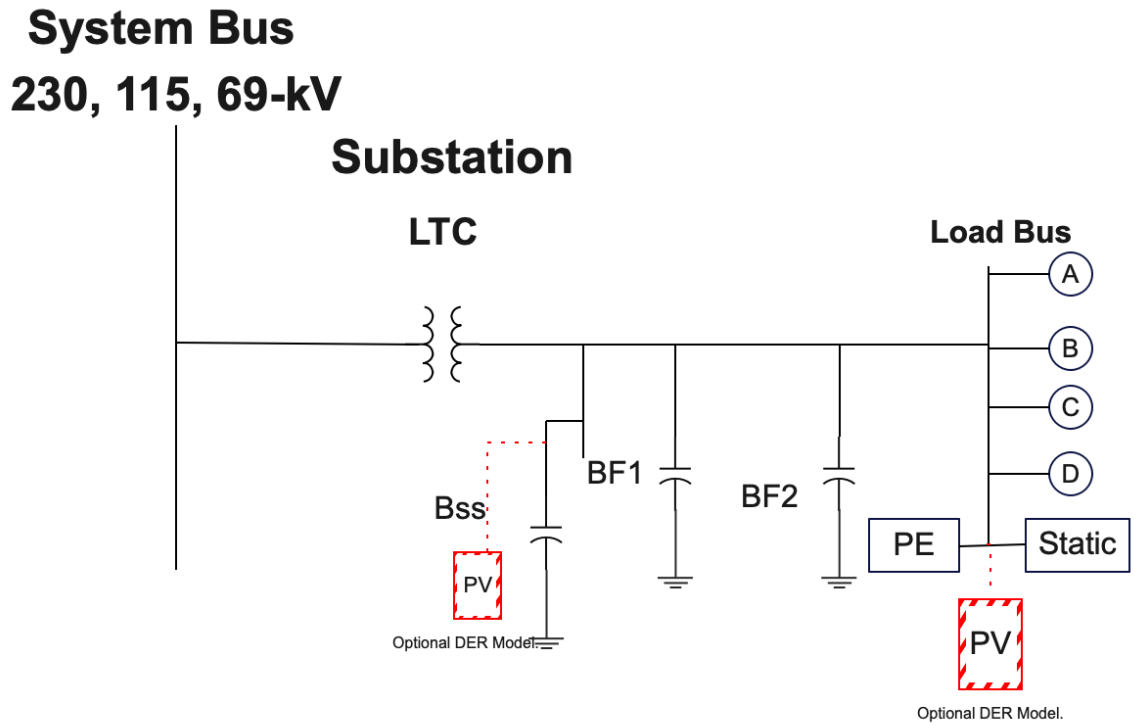 System Bus
230, 115, 69-kV
Substation
LTC
Load Bus
A
B
C
D
BF1
BF2
Bss
PE
Static
PV
Optional DER Model.
PV
Optional DER Model.